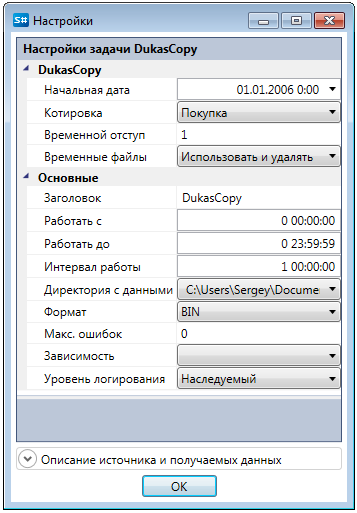 S# Настройки
Настройки задачи DukasCopy
DukasCopy
Начальная дата 01.01.2006 0:00
Котировка Покупка
Временной отступ 1
Временные файлы Использовать и удалять
Основные
Заголовок DukasCopy
Работать с 0 00:00:00
Работать до 0 23:59:59
Интервал работы 1 00:00:00
Директория с данными C:\Users\Sergey\Docume
Формат BIN
Макс. ошибок 0
Зависимость
Уровень логирования Наследуемый
Описание источника и получаемых данных
OK